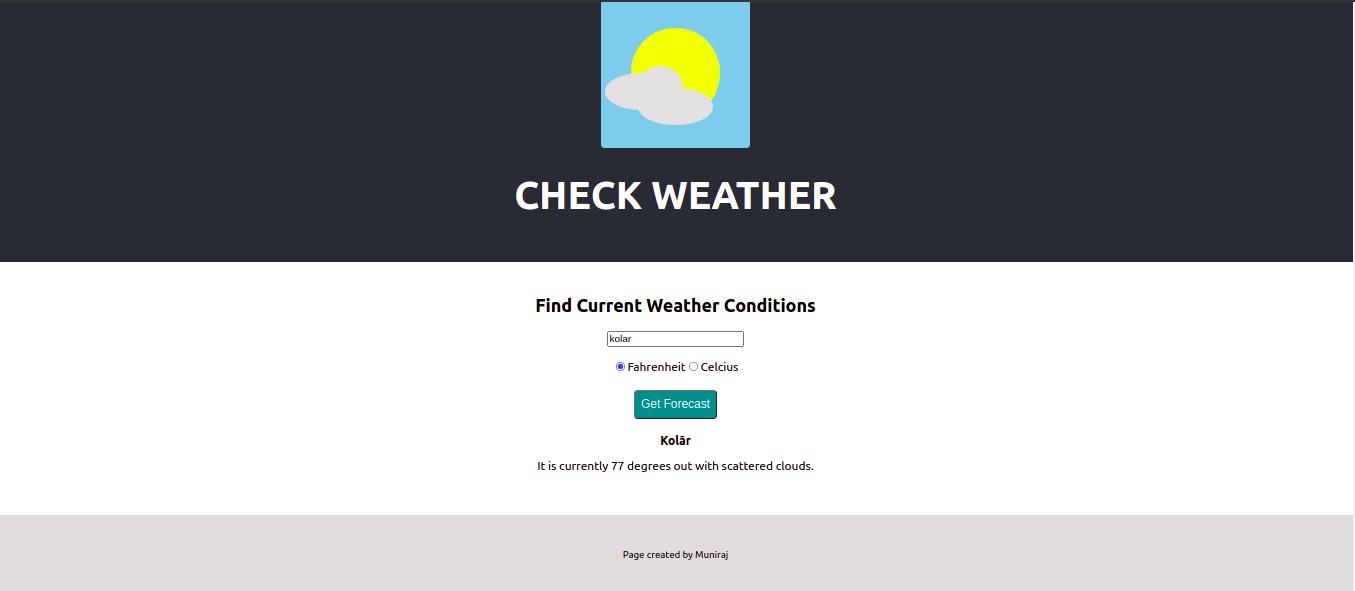 CHECK WEATHER
Find Current Weather Conditions
kolar
Fahrenheit Celcius
Get Forecast
Kolār
It is currently 77 degrees out with scattered clouds.
Page created by Muniraj